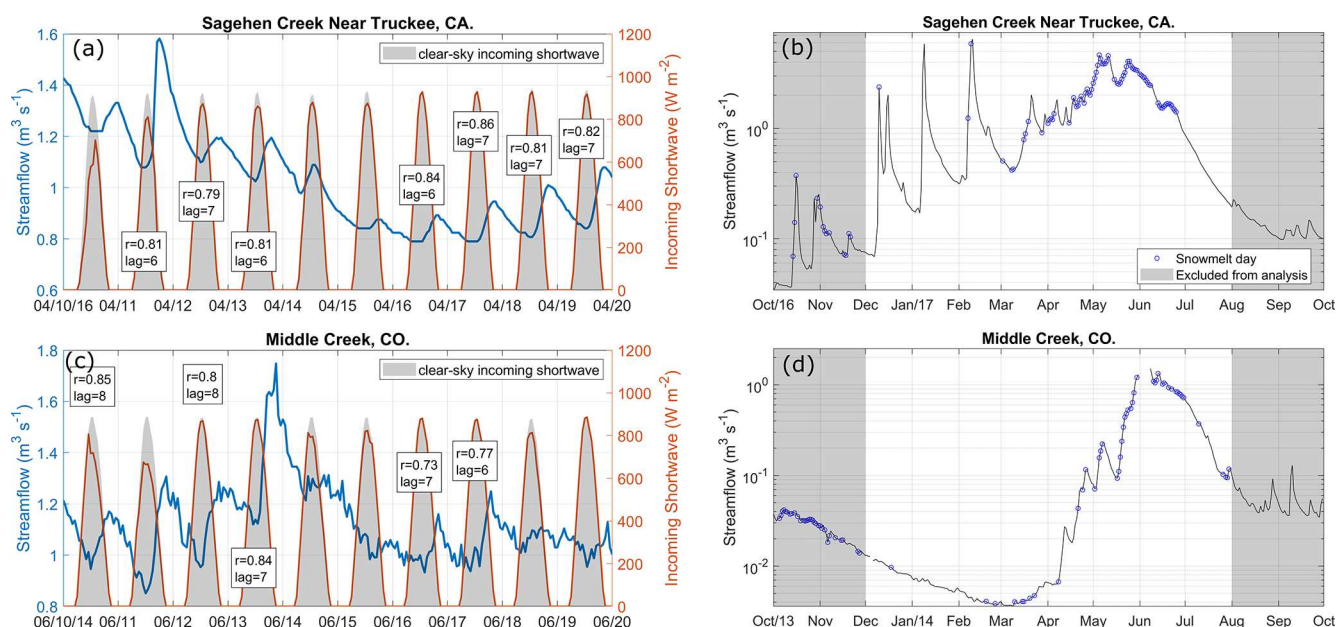 Sagehen Creek Near Truckee, CA.
(a)
clear-sky incoming shortwave
Streamflow (m³ s⁻¹)
1.6
1.4
1.2
1
0.8
0.6
1200
1000
800
600
400
200
0
Incoming Shortwave (W m⁻²)
r=0.81
lag=6
r=0.79
lag=7
r=0.81
lag=6
r=0.84
lag=6
r=0.86
lag=7
r=0.81
lag=7
r=0.82
lag=7
04/10/16 04/11 04/12 04/13 04/14 04/15 04/16 04/17 04/18 04/19 04/20
Sagehen Creek Near Truckee, CA.
(b)
Streamflow (m³ s⁻¹)
10⁰
10⁻¹
Snowmelt day
Excluded from analysis
Oct/16 Nov Dec Jan/17 Feb Mar Apr May Jun Jul Aug Sep Oct
Middle Creek, CO.
(c)
clear-sky incoming shortwave
Streamflow (m³ s⁻¹)
1.8
1.6
1.4
1.2
1
0.8
1200
1000
800
600
400
200
0
Incoming Shortwave (W m⁻²)
r=0.85
lag=8
r=0.8
lag=8
r=0.84
lag=7
r=0.73
lag=7
r=0.77
lag=6
06/10/14 06/11 06/12 06/13 06/14 06/15 06/16 06/17 06/18 06/19 06/20
Middle Creek, CO.
(d)
Streamflow (m³ s⁻¹)
10⁰
10⁻¹
10⁻²
Oct/13 Nov Dec Jan/14 Feb Mar Apr May Jun Jul Aug Sep Oct